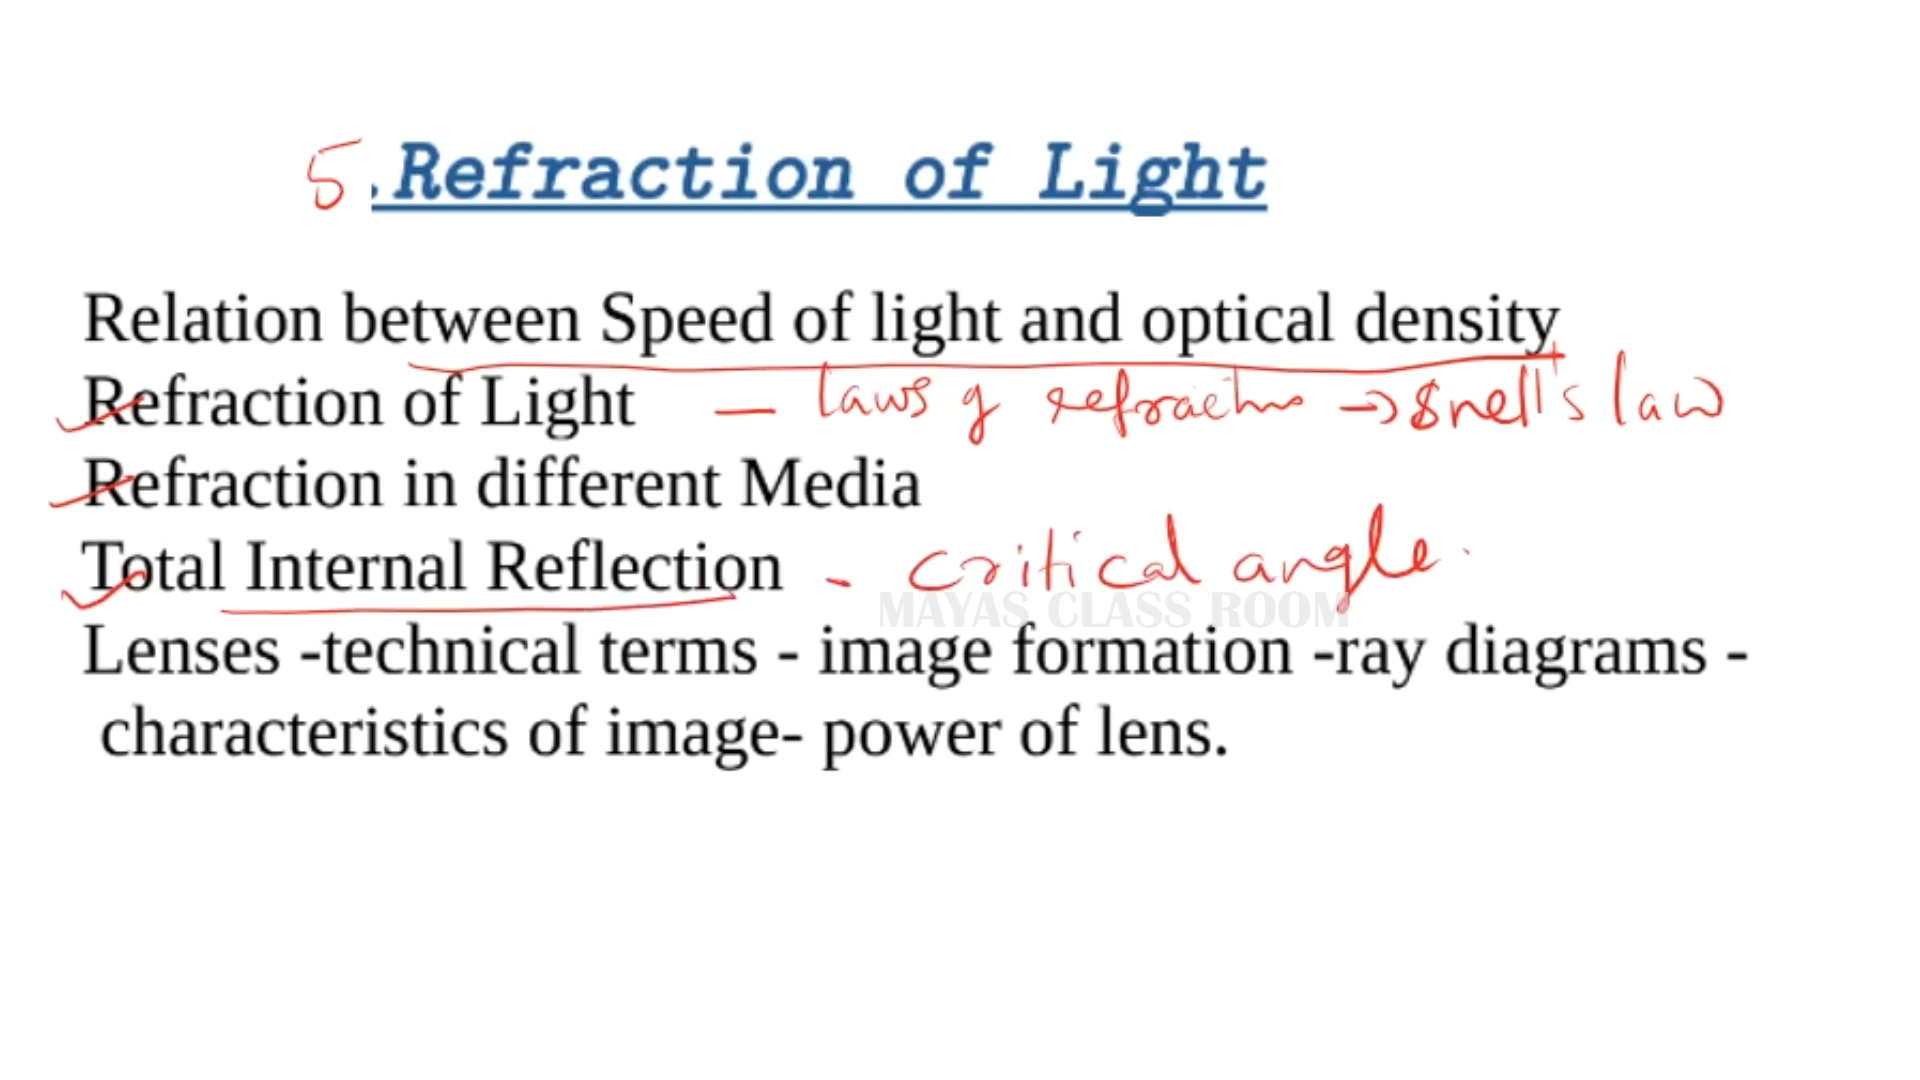 5 .Refraction of Light
Relation between Speed of light and optical density
Refraction of Light — laws of refraction → Snell's law
Refraction in different Media
Total Internal Reflection - critical angle.
MAYAS CLASS ROOM
Lenses -technical terms - image formation -ray diagrams -
characteristics of image- power of lens.